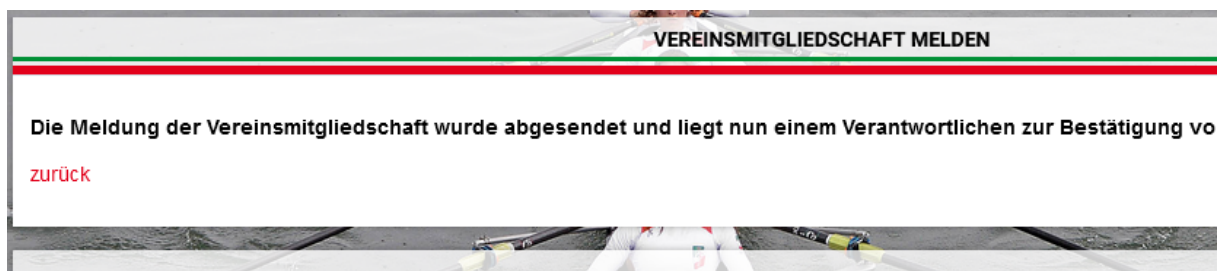 VEREINSMITGLIEDSCHAFT MELDEN
Die Meldung der Vereinsmitgliedschaft wurde abgesendet und liegt nun einem Verantwortlichen zur Bestätigung vo
zurück